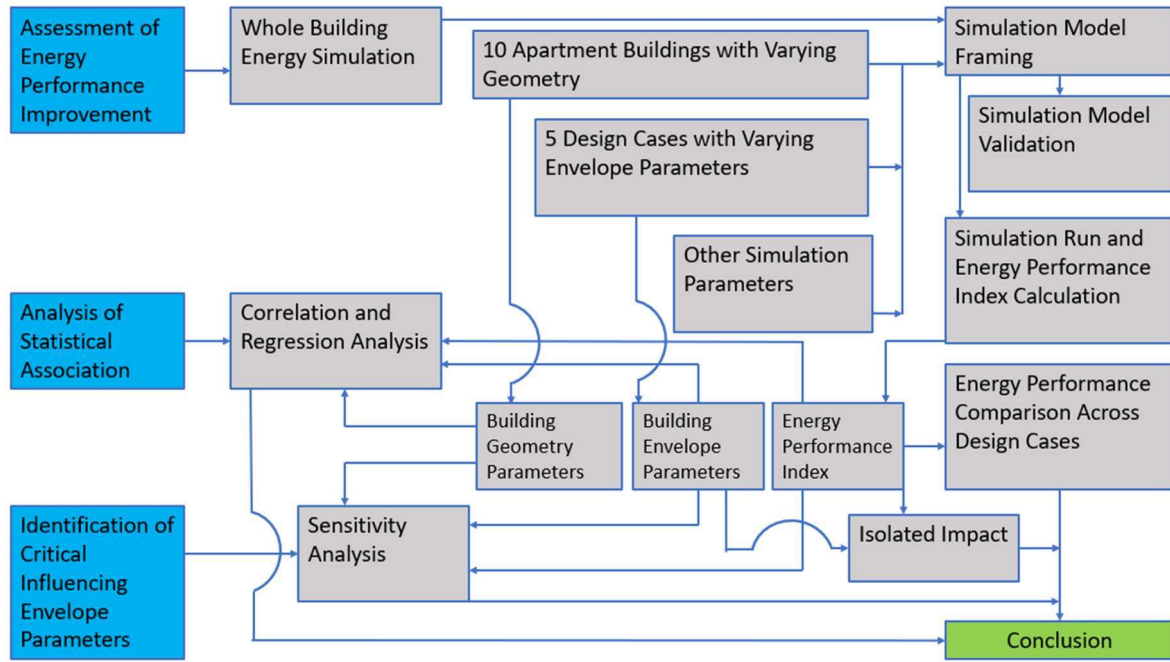 Assessment of
Energy
Performance
Improvement
Whole Building
Energy Simulation
10 Apartment Buildings with Varying
Geometry
Simulation Model
Framing
Simulation Model
Validation
5 Design Cases with Varying
Envelope Parameters
Other Simulation
Parameters
Simulation Run and
Energy Performance
Index Calculation
Analysis of
Statistical
Association
Correlation and
Regression Analysis
Building
Geometry
Parameters
Building
Envelope
Parameters
Energy
Performance
Index
Energy Performance
Comparison Across
Design Cases
Identification of
Critical
Influencing
Envelope
Parameters
Sensitivity
Analysis
Isolated Impact
Conclusion